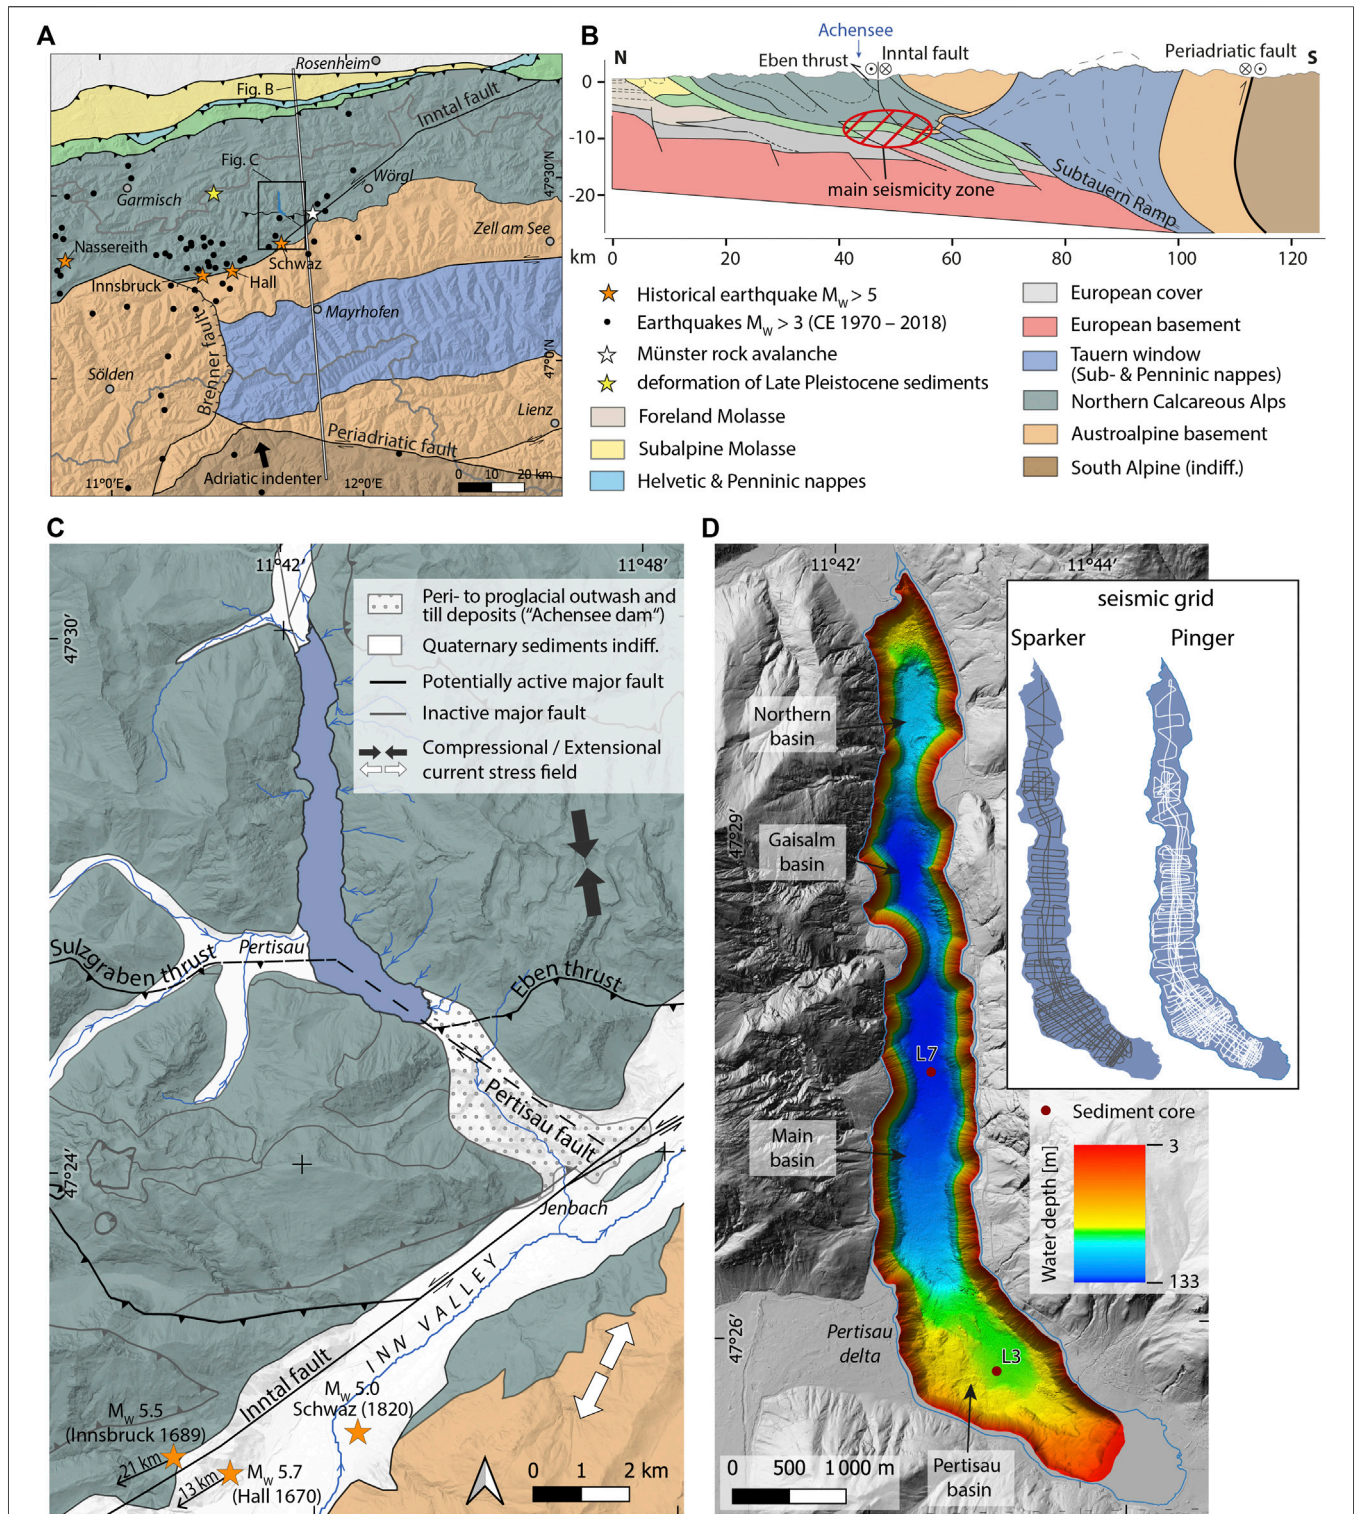 A
Rosenheim
Fig. B
Inntal fault
Fig. C
Garmisch
Wörgl
47°30'N
Nassereith
Zell am See
Schwaz
Innsbruck
Hall
Mayrhofen
Brenner fault
47°0'N
Sölden
Lienz
Periadriatic fault
Adriatic indenter
11°0'E
12°0'E
0 10 20 km
B
Achensee
N
Eben thrust
Inntal fault
Periadriatic fault
S
0
-10
-20
main seismicity zone
Subtauern Ramp
km
0 20 40 60 80 100 120
Historical earthquake MW > 5
Earthquakes MW > 3 (CE 1970 – 2018)
Münster rock avalanche
deformation of Late Pleistocene sediments
Foreland Molasse
Subalpine Molasse
Helvetic & Penninic nappes
European cover
European basement
Tauern window
(Sub- & Penninic nappes)
Northern Calcareous Alps
Austroalpine basement
South Alpine (indiff.)
C
11°42'
11°48'
47°30'
Peri- to proglacial outwash and
till deposits ("Achensee dam")
Quaternary sediments indiff.
Potentially active major fault
Inactive major fault
Compressional / Extensional
current stress field
Sulzgraben thrust
Pertisau
Eben thrust
Pertisau fault
47°24'
Jenbach
INN VALLEY
Inntal fault
MW 5.0
Schwaz (1820)
MW 5.5
(Innsbruck 1689)
21 km
13 km
MW 5.7
(Hall 1670)
0 1 2 km
D
11°42'
11°44'
seismic grid
Sparker
Pinger
Northern
basin
47°29'
Gaisalm
basin
L7
Sediment core
Main
basin
Water depth [m]
3
133
47°26'
Pertisau
delta
L3
Pertisau
basin
0 500 1 000 m